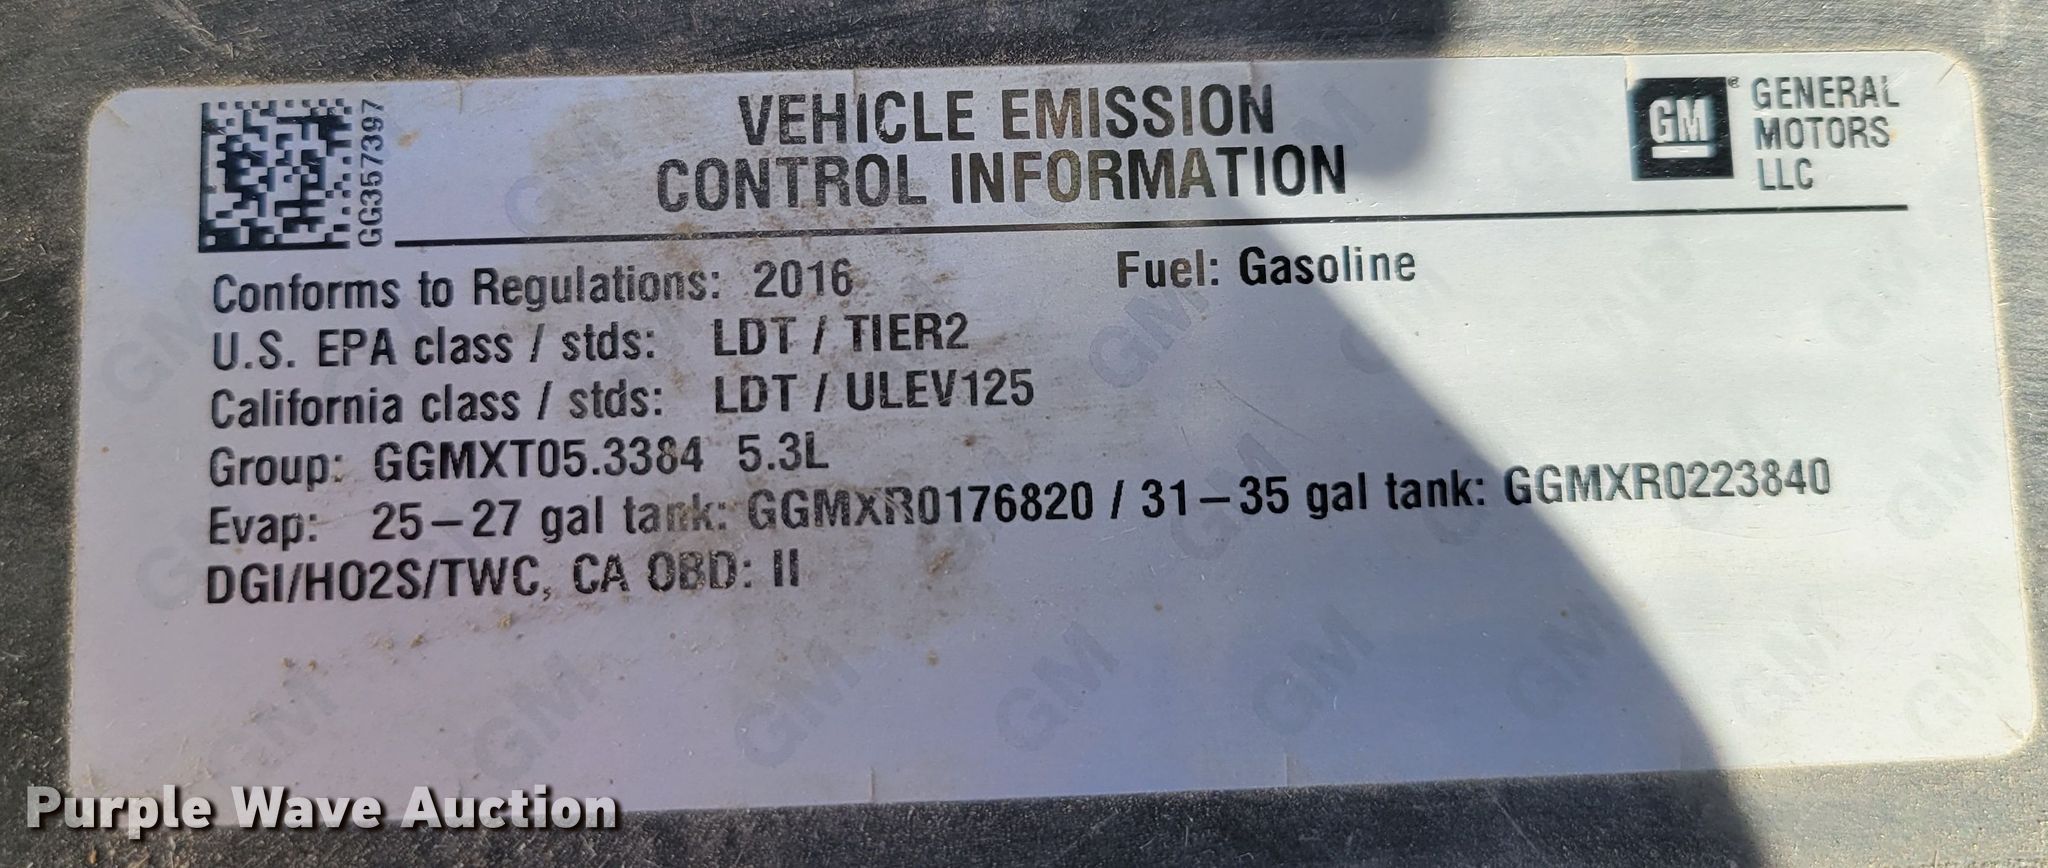 GG357397
VEHICLE EMISSION
CONTROL INFORMATION
GM
®
GENERAL
MOTORS
LLC
Conforms to Regulations: 2016 Fuel: Gasoline
U.S. EPA class / stds: LDT / TIER2
California class / stds: LDT / ULEV125
Group: GGMXT05.3384 5.3L
Evap: 25-27 gal tank: GGMXR0176820 / 31-35 gal tank: GGMXR0223840
DGI/HO2S/TWC, CA OBD: II
Purple Wave Auction